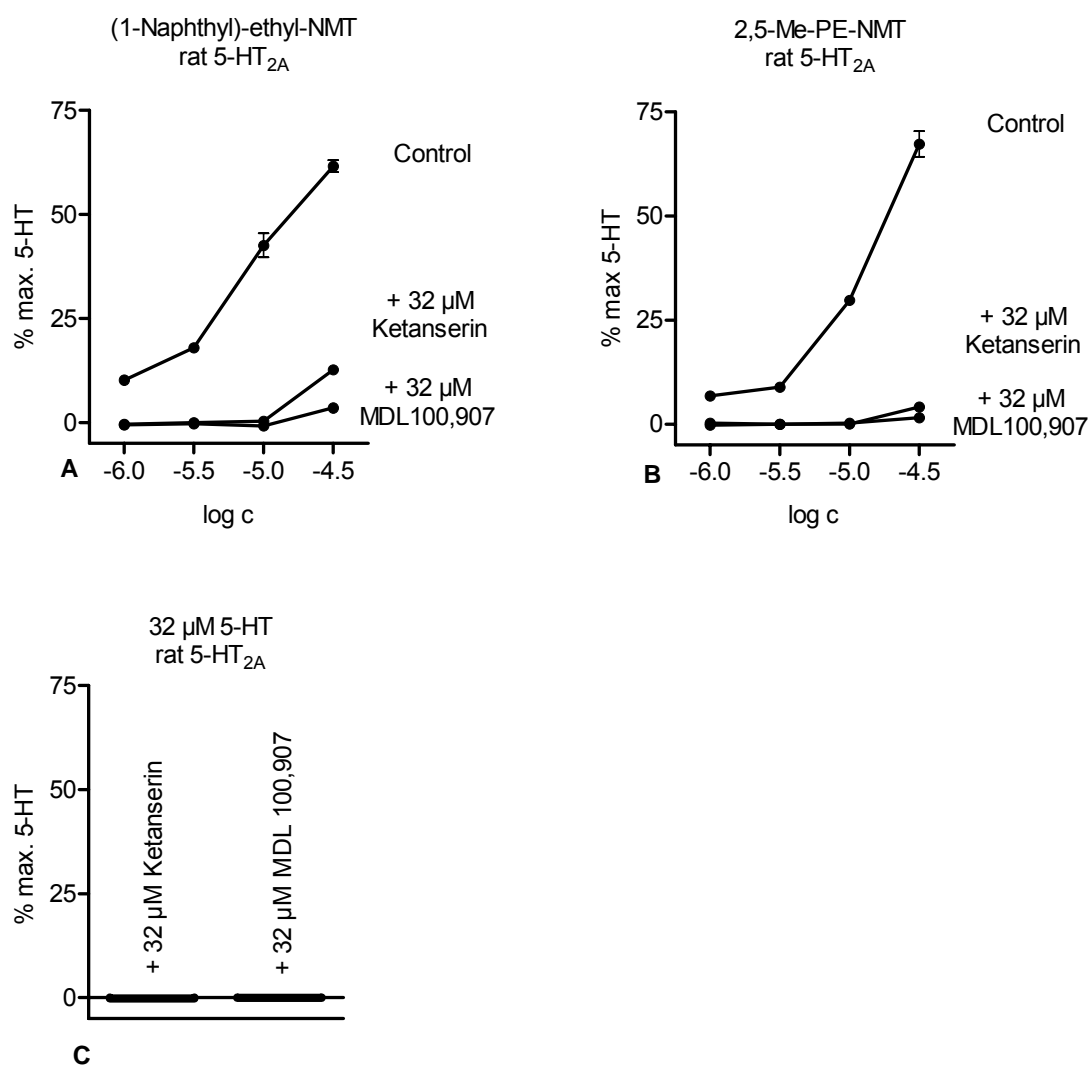 (1-Naphthyl)-ethyl-NMT
rat 5-HT2A
75
50
25
0
% max. 5-HT
Control
+ 32 µM
Ketanserin
+ 32 µM
MDL100,907
A
-6.0
-5.5
-5.0
-4.5
log c
2,5-Me-PE-NMT
rat 5-HT2A
75
50
25
0
% max 5-HT
Control
+ 32 µM
Ketanserin
+ 32 µM
MDL100,907
B
-6.0
-5.5
-5.0
-4.5
log c
32 µM 5-HT
rat 5-HT2A
75
50
25
0
% max. 5-HT
+ 32 µM Ketanserin
+ 32 µM MDL 100,907
C